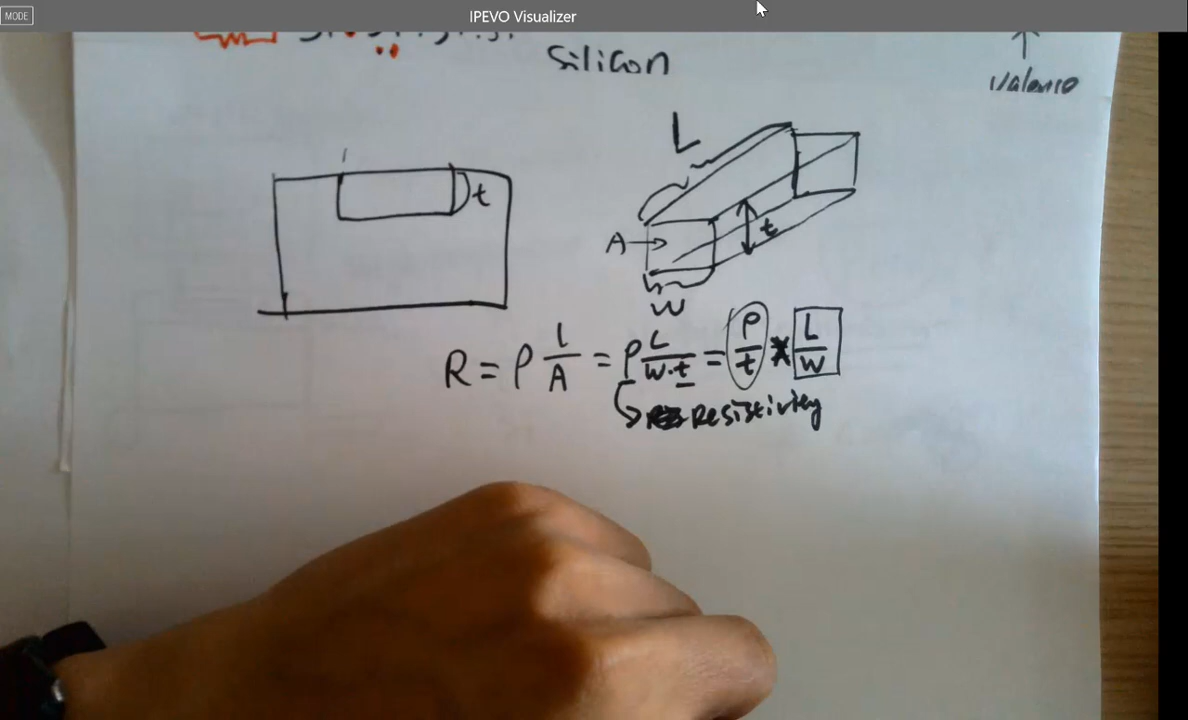 MODE
IPEVO Visualizer
Silicon
Valence
L
t
A
t
W
R = ρ l/A = ρ L/W·t = ρ/t * L/W
Resistivity